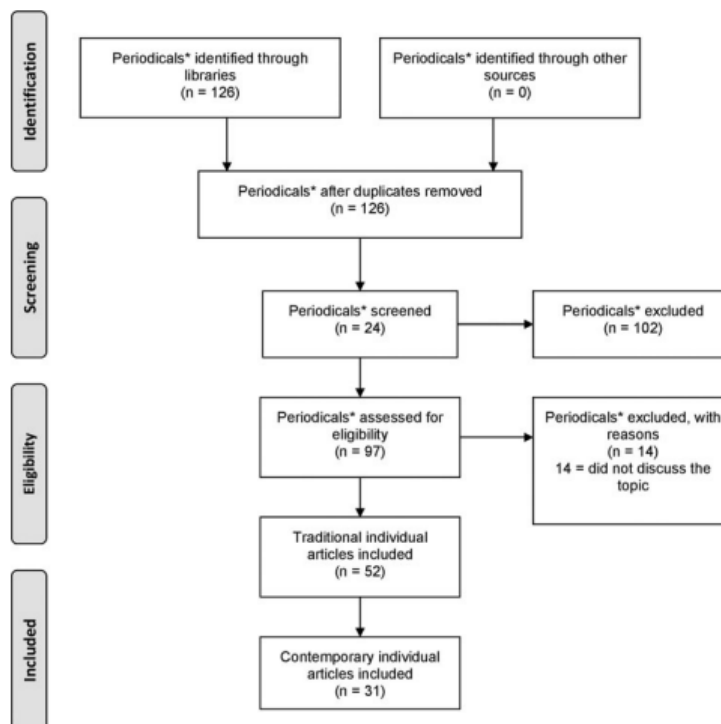 Identification
Periodicals* identified through
libraries
(n = 126)
Periodicals* identified through other
sources
(n = 0)
Periodicals* after duplicates removed
(n = 126)
Screening
Periodicals* screened
(n = 24)
Periodicals* excluded
(n = 102)
Eligibility
Periodicals* assessed for
eligibility
(n = 97)
Periodicals* excluded, with
reasons
(n = 14)
14 = did not discuss the
topic
Traditional individual
articles included
(n = 52)
Included
Contemporary individual
articles included
(n = 31)